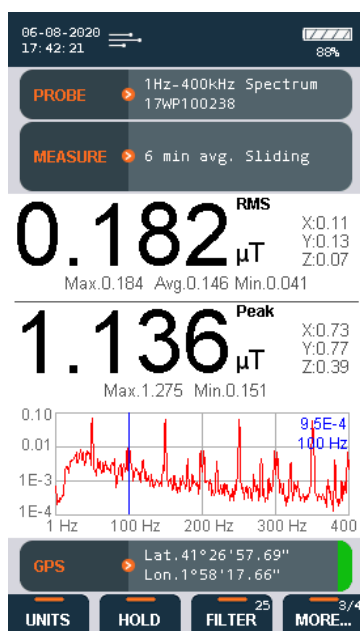 06-08-2020
17:42:21
88%
PROBE
1Hz-400kHz Spectrum
17WP100238
MEASURE
6 min avg. Sliding
RMS
0.182 µT
X:0.11
Y:0.13
Z:0.07
Max.0.184 Avg.0.146 Min.0.041
Peak
1.136 µT
X:0.73
Y:0.77
Z:0.39
Max.1.275 Min.0.151
0.10
0.01
1E-3
1E-4
9,5E-4
100 Hz
1 Hz 100 Hz 200 Hz 300 Hz 400
GPS
Lat.41°26'57.69"
Lon.1°58'17.66"
25
3/4
UNITS HOLD FILTER MORE...